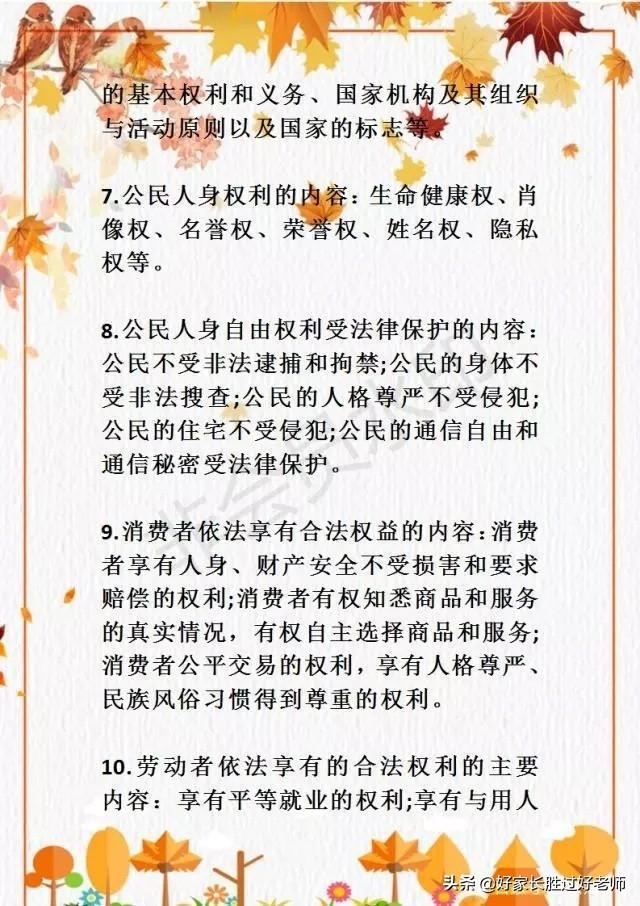 的基本权利和义务、国家机构及其组织
与活动原则以及国家的标志等。
7.公民人身权利的内容：生命健康权、肖
像权、名誉权、荣誉权、姓名权、隐私
权等。
8.公民人身自由权利受法律保护的内容：
公民不受非法逮捕和拘禁;公民的身体不
受非法搜查;公民的人格尊严不受侵犯;
公民的住宅不受侵犯;公民的通信自由和
通信秘密受法律保护。
9.消费者依法享有合法权益的内容：消费
者享有人身、财产安全不受损害和要求
赔偿的权利;消费者有权知悉商品和服务
的真实情况，有权自主选择商品和服务;
消费者公平交易的权利，享有人格尊严、
民族风俗习惯得到尊重的权利。
10.劳动者依法享有的合法权利的主要
内容：享有平等就业的权利;享有与用人
非会员水印
头条 @好家长胜过好老师